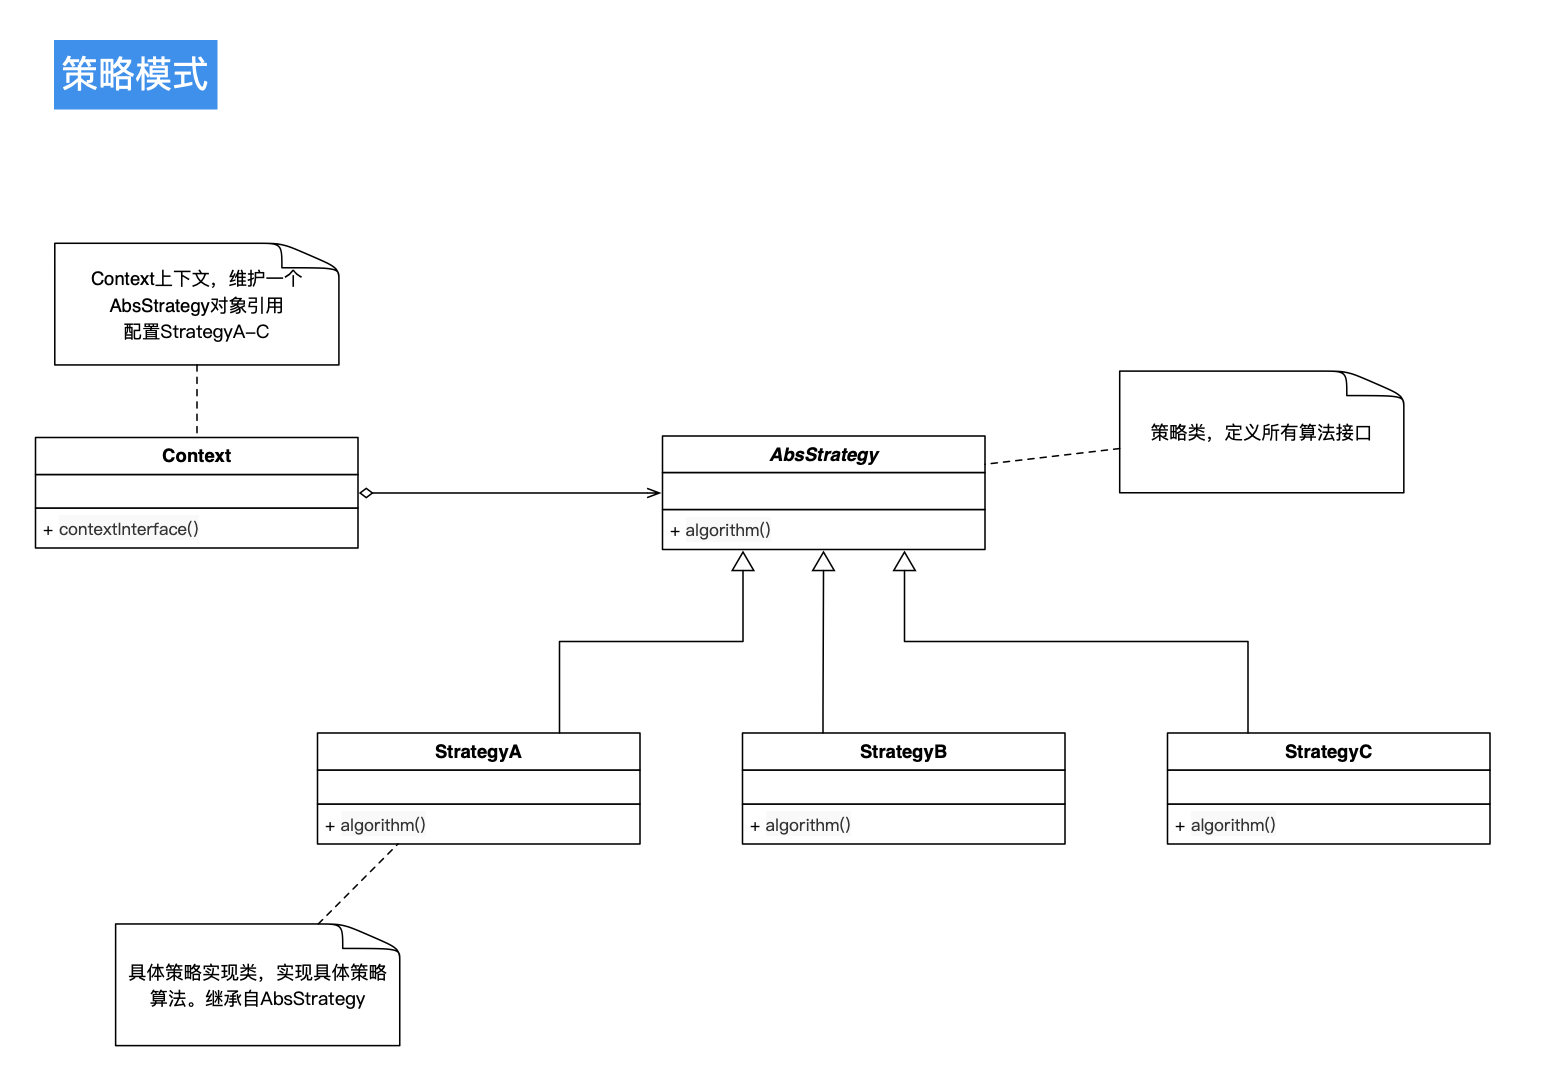 策略模式
Context上下文，维护一个
AbsStrategy对象引用
配置StrategyA-C
策略类，定义所有算法接口
Context
+ contextInterface()
AbsStrategy
+ algorithm()
StrategyA
+ algorithm()
StrategyB
+ algorithm()
StrategyC
+ algorithm()
具体策略实现类，实现具体策略
算法。继承自AbsStrategy